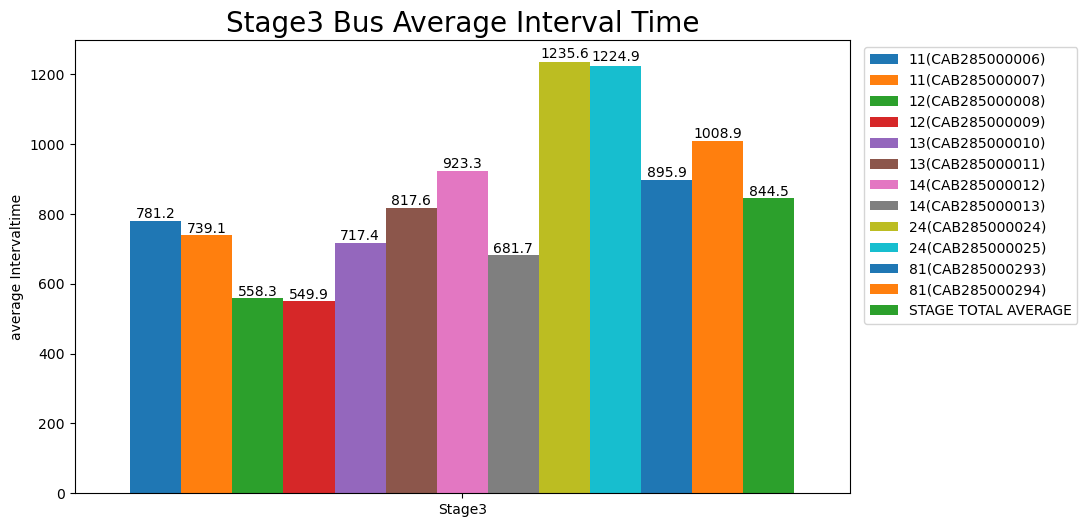 Stage3 Bus Average Interval Time
average Intervaltime
1200
1000
800
600
400
200
0
781.2
739.1
558.3
549.9
717.4
817.6
923.3
681.7
1235.6
1224.9
895.9
1008.9
844.5
Stage3
11(CAB285000006)
11(CAB285000007)
12(CAB285000008)
12(CAB285000009)
13(CAB285000010)
13(CAB285000011)
14(CAB285000012)
14(CAB285000013)
24(CAB285000024)
24(CAB285000025)
81(CAB285000293)
81(CAB285000294)
STAGE TOTAL AVERAGE